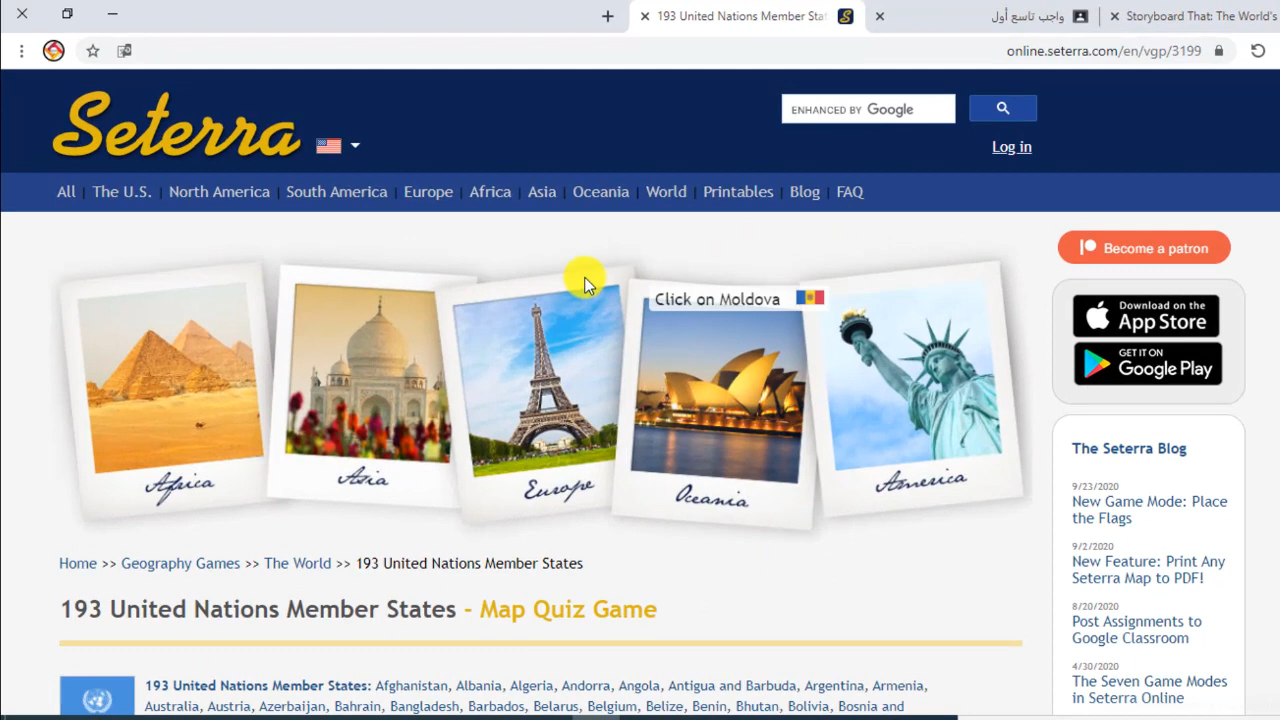 193 United Nations Member Sta
واجب تاسع أول
Storyboard That: The World's
online.seterra.com/en/vgp/3199
Seterra
ENHANCED BY Google
Log in
All The U.S. North America South America Europe Africa Asia Oceania World Printables Blog FAQ
Become a patron
Click on Moldova
Download on the
App Store
GET IT ON
Google Play
Africa
Asia
Europe
Oceania
America
The Seterra Blog
9/23/2020
New Game Mode: Place
the Flags
9/2/2020
New Feature: Print Any
Seterra Map to PDF!
8/20/2020
Post Assignments to
Google Classroom
4/30/2020
The Seven Game Modes
in Seterra Online
Home >> Geography Games >> The World >> 193 United Nations Member States
193 United Nations Member States - Map Quiz Game
193 United Nations Member States: Afghanistan, Albania, Algeria, Andorra, Angola, Antigua and Barbuda, Argentina, Armenia,
Australia, Austria, Azerbaijan, Bahrain, Bangladesh, Barbados, Belarus, Belgium, Belize, Benin, Bhutan, Bolivia, Bosnia and